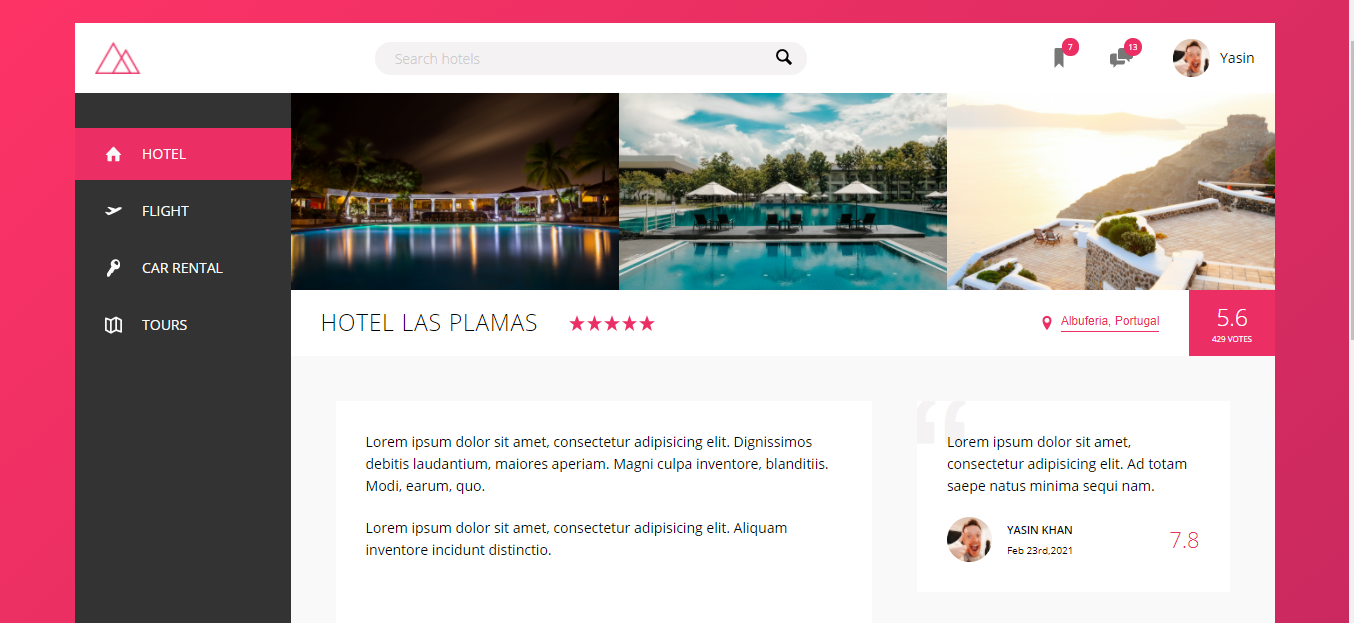 Search hotels
7
13
Yasin
HOTEL
FLIGHT
CAR RENTAL
TOURS
HOTEL LAS PLAMAS
Albuferia, Portugal
5.6
429 VOTES
Lorem ipsum dolor sit amet, consectetur adipisicing elit. Dignissimos
debitis laudantium, maiores aperiam. Magni culpa inventore, blanditiis.
Modi, earum, quo.
Lorem ipsum dolor sit amet, consectetur adipisicing elit. Aliquam
inventore incidunt distinctio.
“
Lorem ipsum dolor sit amet,
consectetur adipisicing elit. Ad totam
saepe natus minima sequi nam.
YASIN KHAN
Feb 23rd,2021
7.8